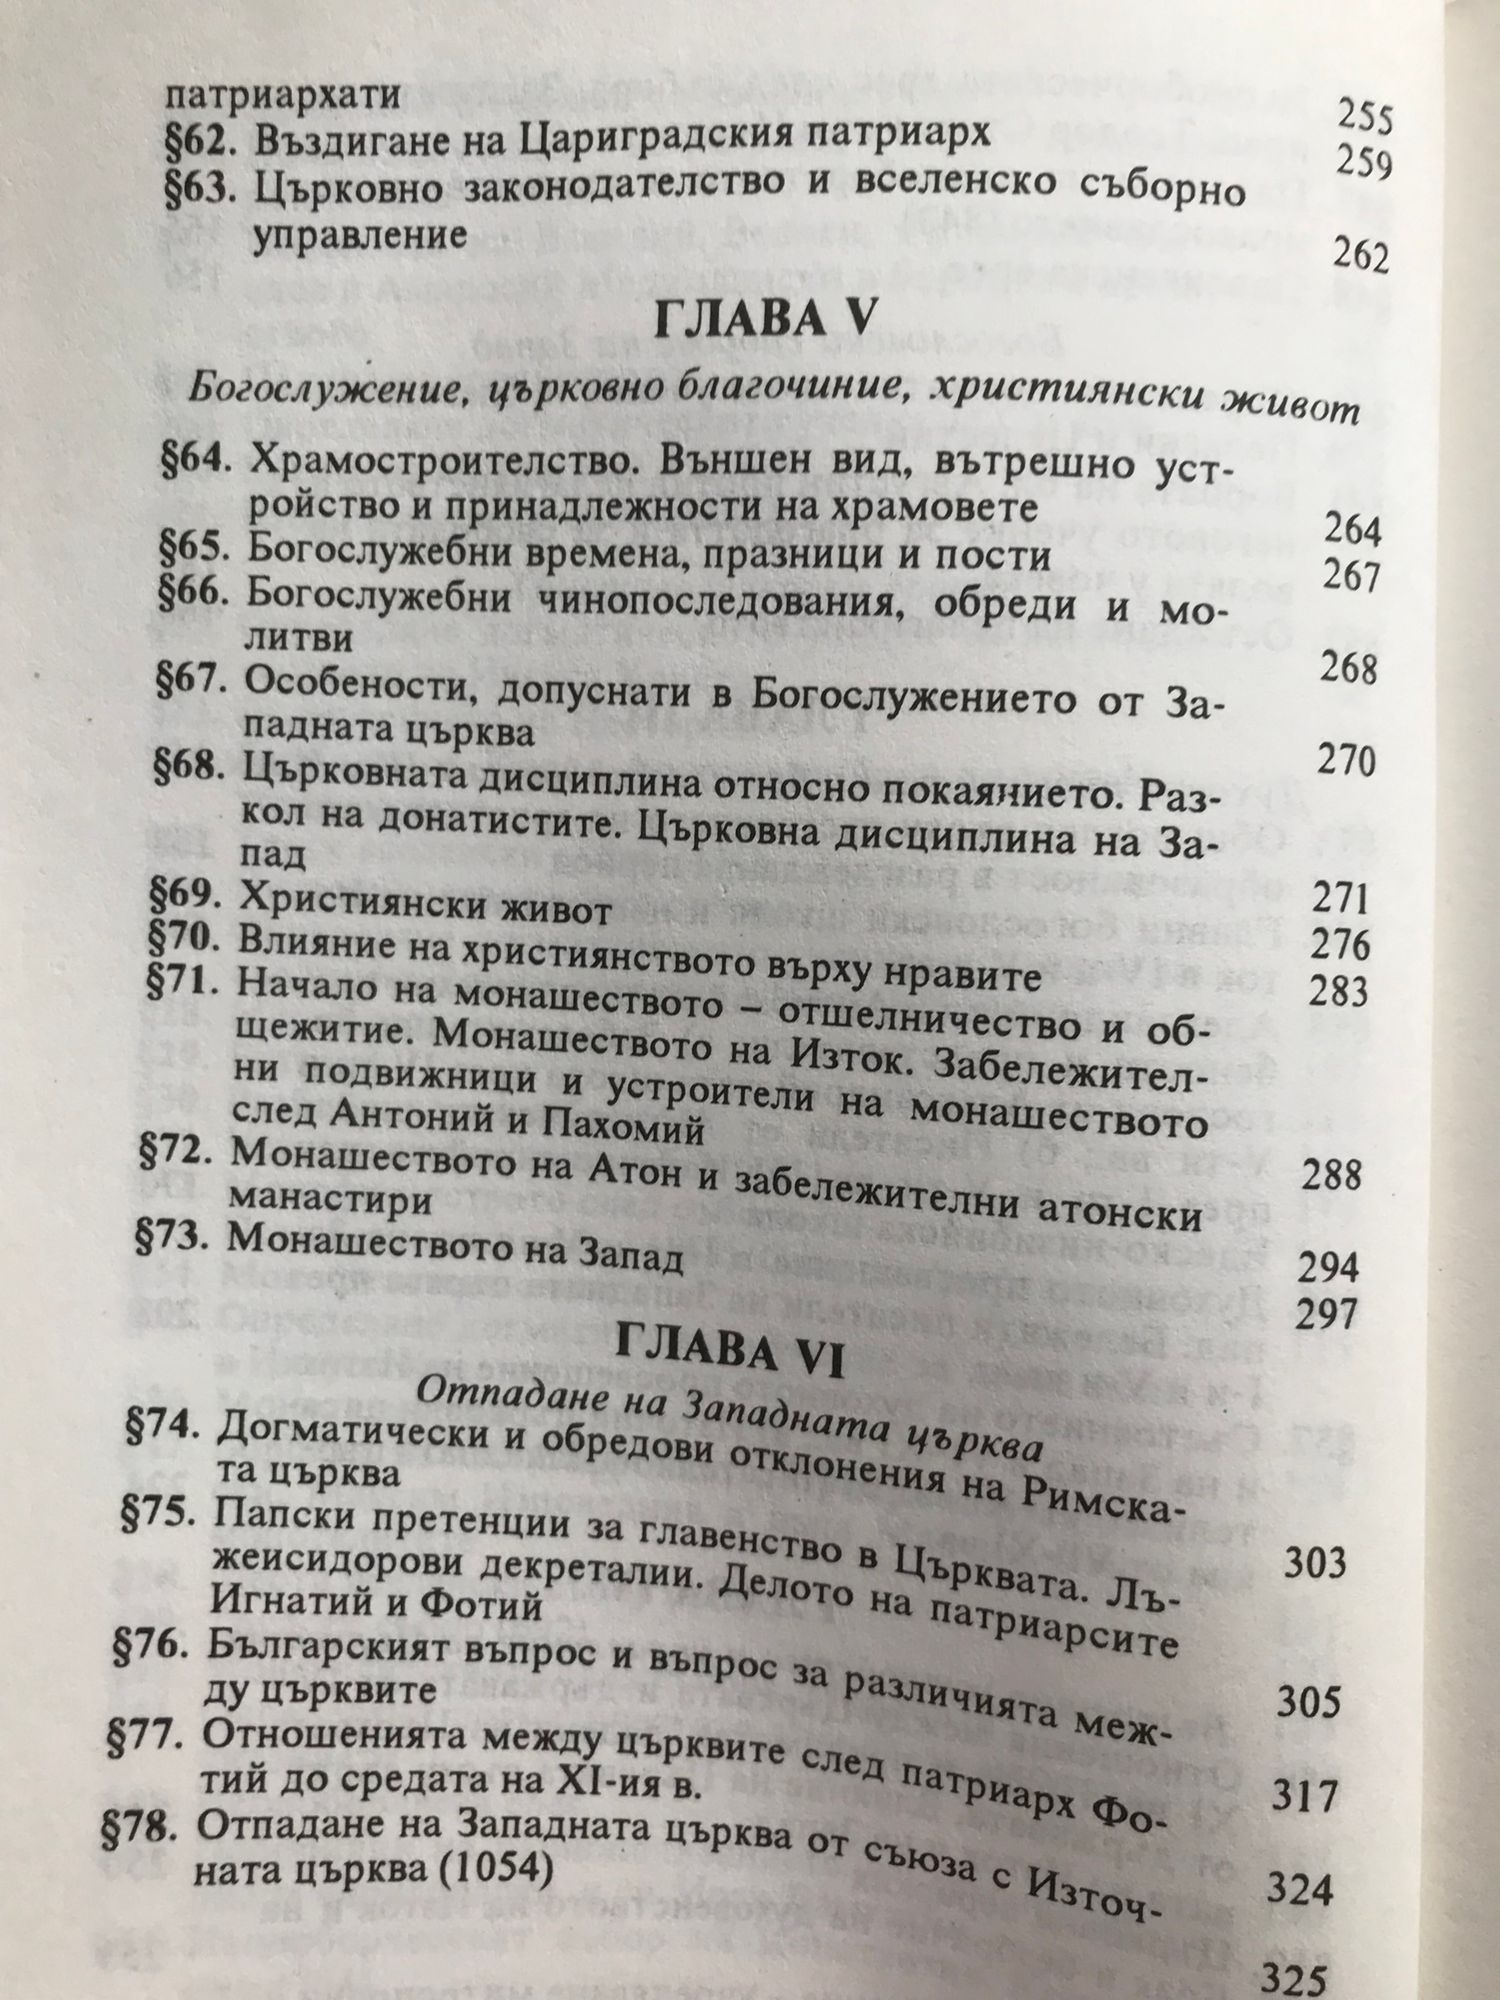 патриархати 255
§62. Въздигане на Цариградския патриарх 259
§63. Църковно законодателство и вселенско съборно
управление 262
ГЛАВА V
Богослужение, църковно благочиние, християнски живот
§64. Храмостроителство. Външен вид, вътрешно уст-
ройство и принадлежности на храмовете 264
§65. Богослужебни времена, празници и пости 267
§66. Богослужебни чинопоследования, обреди и мо-
литви 268
§67. Особености, допуснати в Богослужението от За-
падната църква 270
§68. Църковната дисциплина относно покаянието. Раз-
кол на донатистите. Църковна дисциплина на За-
пад 271
§69. Християнски живот 276
§70. Влияние на християнството върху нравите 283
§71. Начало на монашеството – отшелничество и об-
щежитие. Монашеството на Изток. Забележител-
ни подвижници и устроители на монашеството
след Антоний и Пахомий 288
§72. Монашеството на Атон и забележителни атонски
манастири 294
§73. Монашеството на Запад 297
ГЛАВА VI
Отпадане на Западната църква
§74. Догматически и обредови отклонения на Римска-
та църква 303
§75. Папски претенции за главенство в Църквата. Лъ-
жеисидорови декреталии. Делото на патриарсите
Игнатий и Фотий 305
§76. Българският въпрос и въпрос за различията меж-
ду църквите 317
§77. Отношенията между църквите след патриарх Фо-
тий до средата на XI-ия в. 324
§78. Отпадане на Западната църква от съюза с Източ-
ната църква (1054) 325